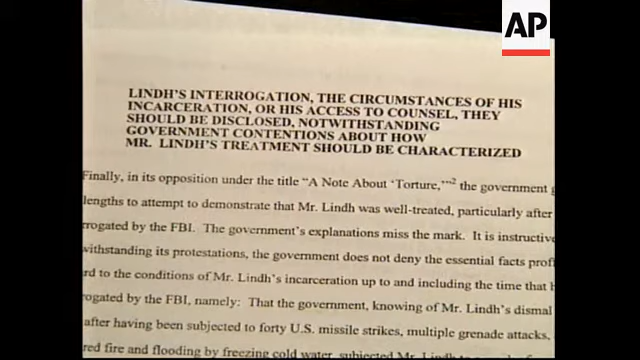 AP
LINDH'S INTERROGATION, THE CIRCUMSTANCES OF HIS
INCARCERATION, OR HIS ACCESS TO COUNSEL, THEY
SHOULD BE DISCLOSED, NOTWITHSTANDING
GOVERNMENT CONTENTIONS ABOUT HOW
MR. LINDH'S TREATMENT SHOULD BE CHARACTERIZED
Finally, in its opposition under the title "A Note About 'Torture,'"2 the government
lengths to attempt to demonstrate that Mr. Lindh was well-treated, particularly after
rrogated by the FBI. The government's explanations miss the mark. It is instructive
withstanding its protestations, the government does not deny the essential facts prof
ard to the conditions of Mr. Lindh's incarceration up to and including the time that
rogated by the FBI, namely: That the government, knowing of Mr. Lindh's dismal
after having been subjected to forty U.S. missile strikes, multiple grenade attacks,
red fire and flooding by freezing cold water, subjected Mr. Lindh